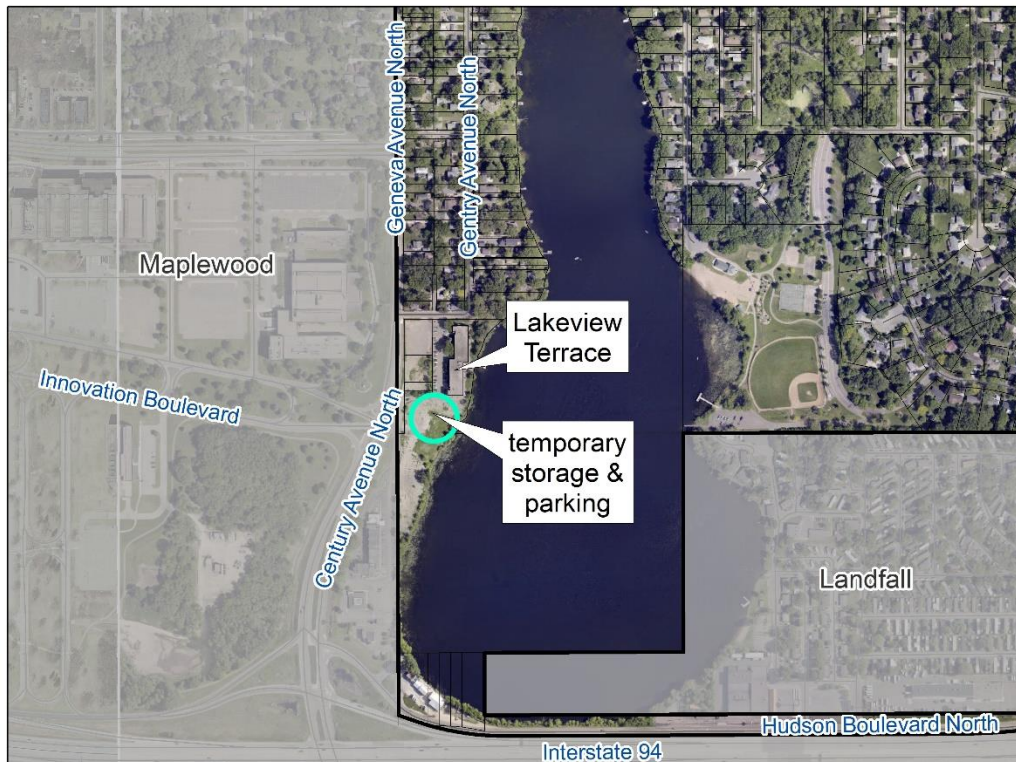 Geneva Avenue North
Gentry Avenue North
Maplewood
Lakeview
Terrace
Innovation Boulevard
Century Avenue North
temporary
storage &
parking
Landfall
Hudson Boulevard North
Interstate 94